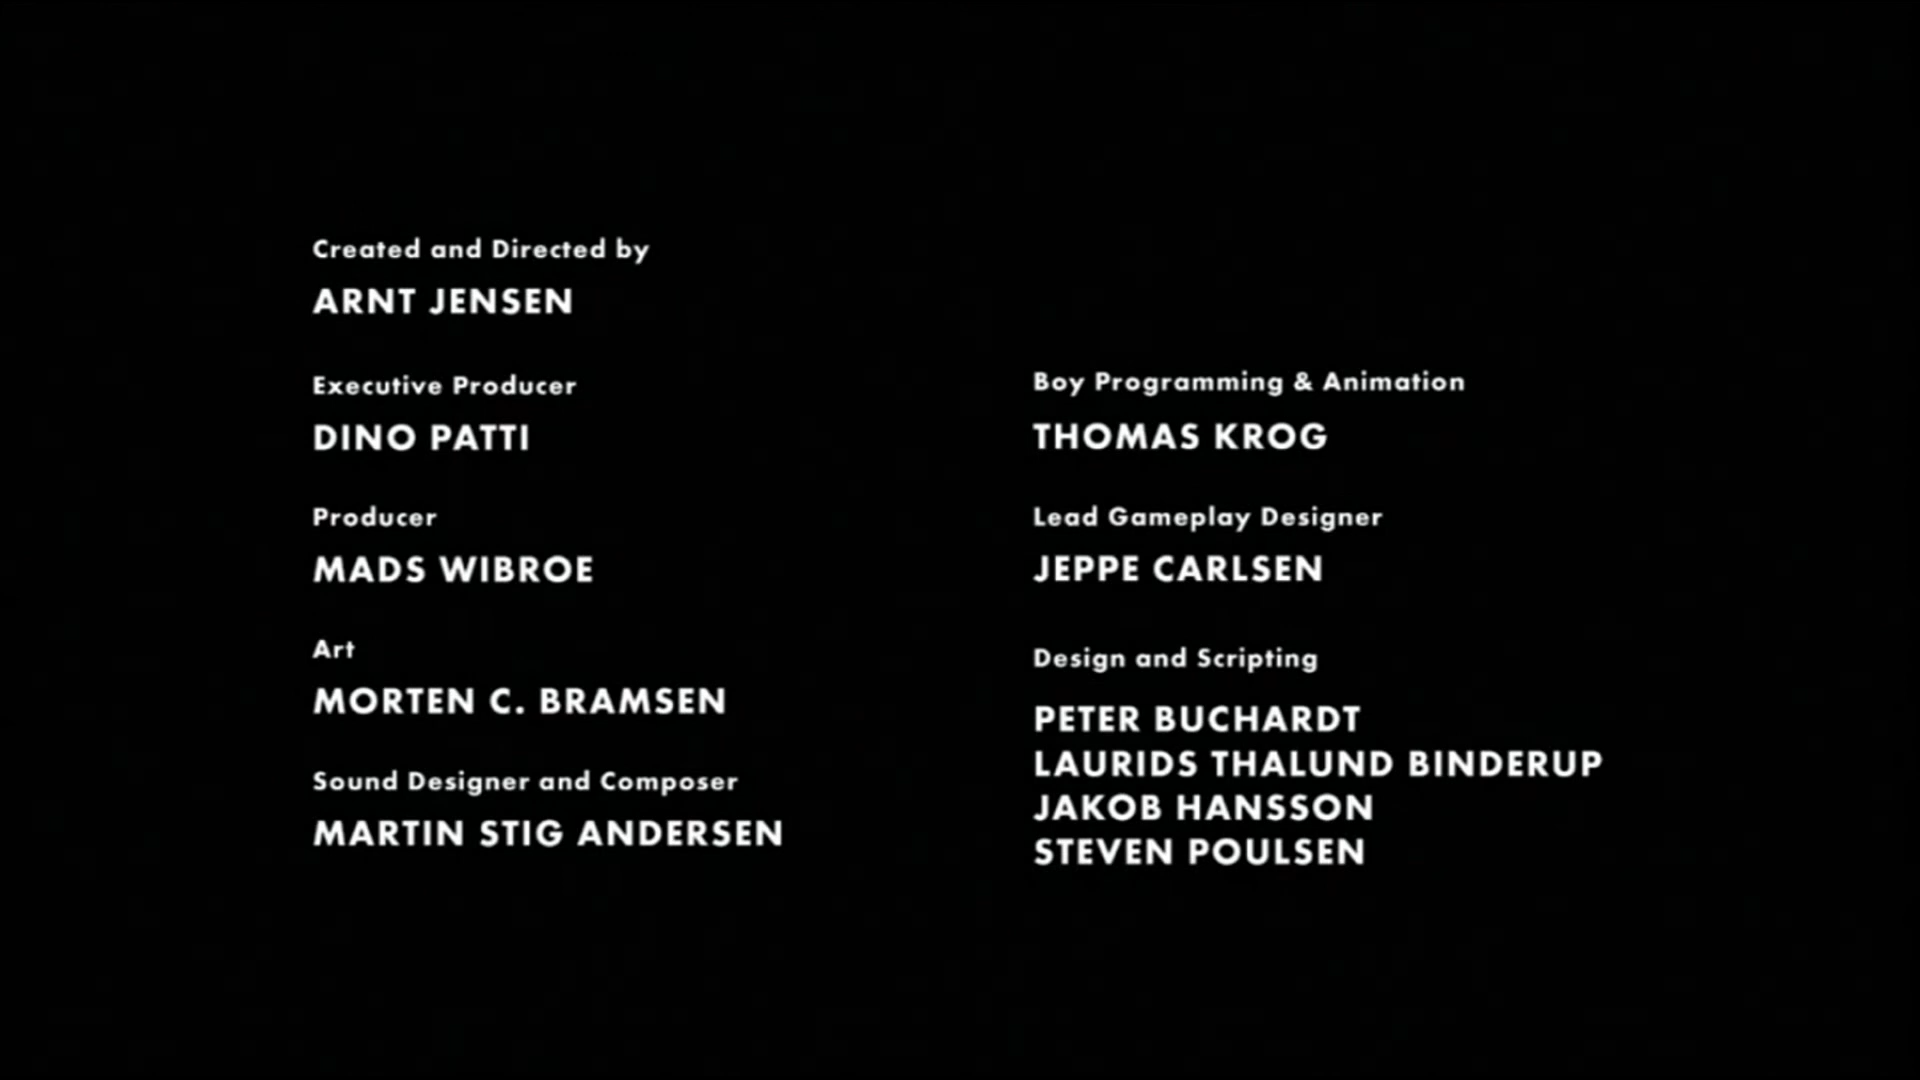 Created and Directed by
ARNT JENSEN
Executive Producer
DINO PATTI
Producer
MADS WIBROE
Art
MORTEN C. BRAMSEN
Sound Designer and Composer
MARTIN STIG ANDERSEN
Boy Programming & Animation
THOMAS KROG
Lead Gameplay Designer
JEPPE CARLSEN
Design and Scripting
PETER BUCHARDT
LAURIDS THALUND BINDERUP
JAKOB HANSSON
STEVEN POULSEN